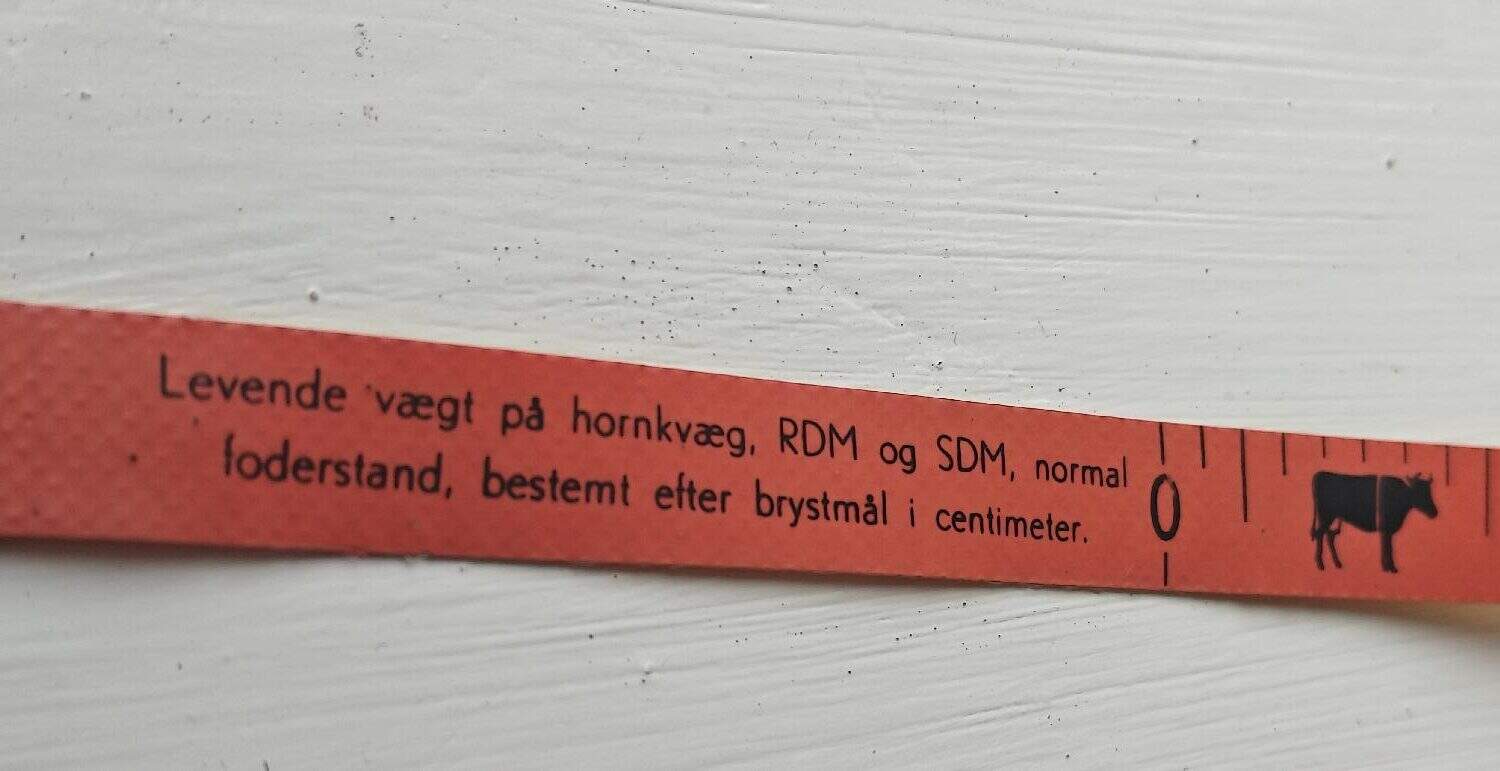 Levende vægt på hornkvæg, RDM og SDM, normal
foderstand, bestemt efter brystmål i centimeter.
0